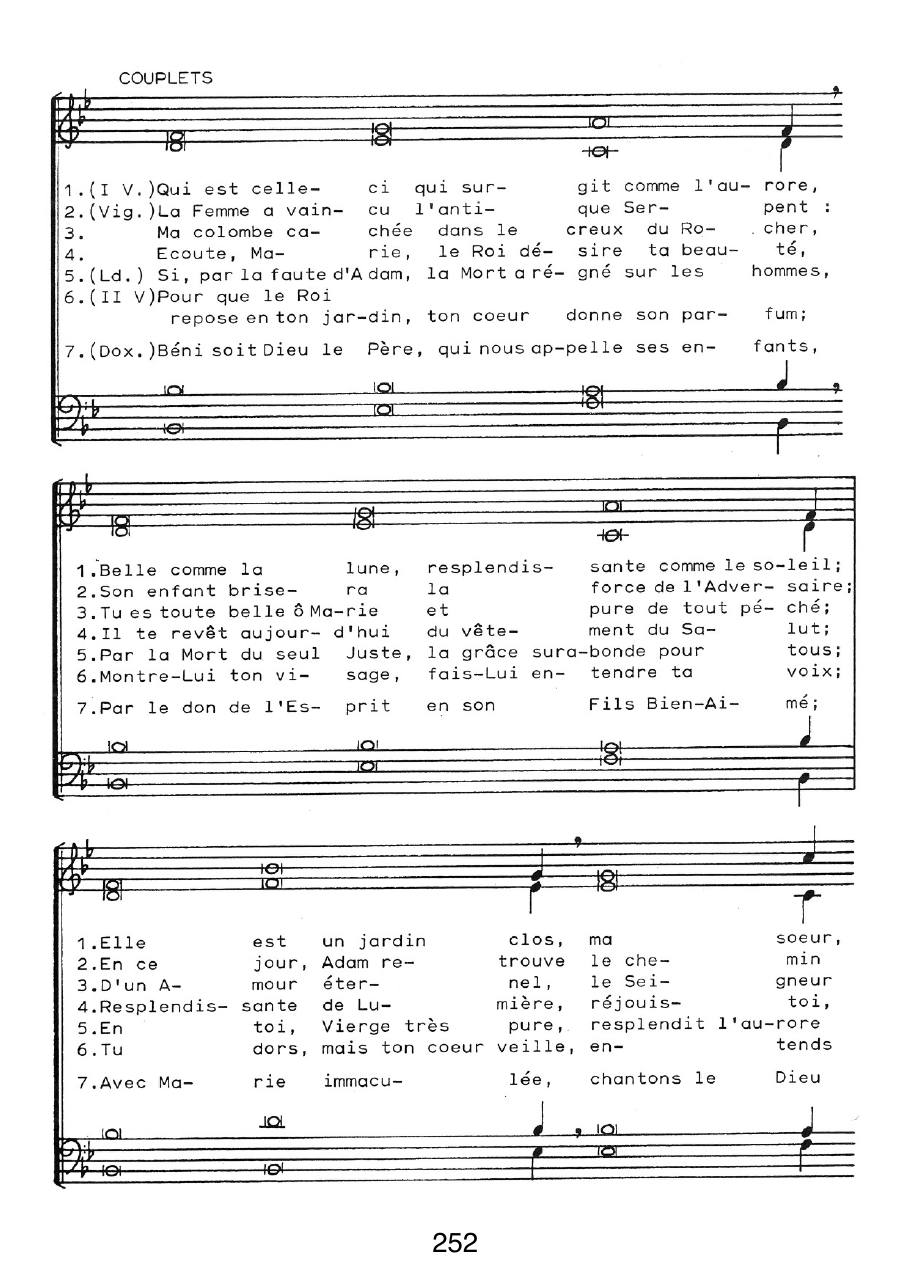 COUPLETS
1.(I V.)Qui est celle- ci qui sur- git comme l'au- rore,
2.(Vig.)La Femme a vain- cu l'anti- que Ser- pent :
3. Ma colombe ca- chée dans le creux du Ro- cher,
4. Ecoute, Ma- rie, le Roi dé- sire ta beau- té,
5.(Ld.) Si, par la faute d'Adam, la Mort a ré- gné sur les hommes,
6.(II V)Pour que le Roi
repose en ton jar-din, ton coeur donne son par- fum;
7.(Dox.)Béni soit Dieu le Père, qui nous ap-pelle ses en- fants,
1.Belle comme la lune, resplendis- sante comme le so-leil;
2.Son enfant brise- ra la force de l'Adver- saire;
3.Tu es toute belle ô Ma-rie et pure de tout pé- ché;
4.Il te revêt aujour- d'hui du vête- ment du Sa- lut;
5.Par la Mort du seul Juste, la grâce sura-bonde pour tous;
6.Montre-Lui ton vi- sage, fais-Lui en- tendre ta voix;
7.Par le don de l'Es- prit en son Fils Bien-Ai- mé;
1.Elle est un jardin clos, ma soeur,
2.En ce jour, Adam re- trouve le che- min
3.D'un A- mour éter- nel, le Sei- gneur
4.Resplendis- sante de Lu- mière, réjouis- toi,
5.En toi, Vierge très pure, resplendit l'au-rore
6.Tu dors, mais ton coeur veille, en- tends
7.Avec Ma- rie immacu- lée, chantons le Dieu
252